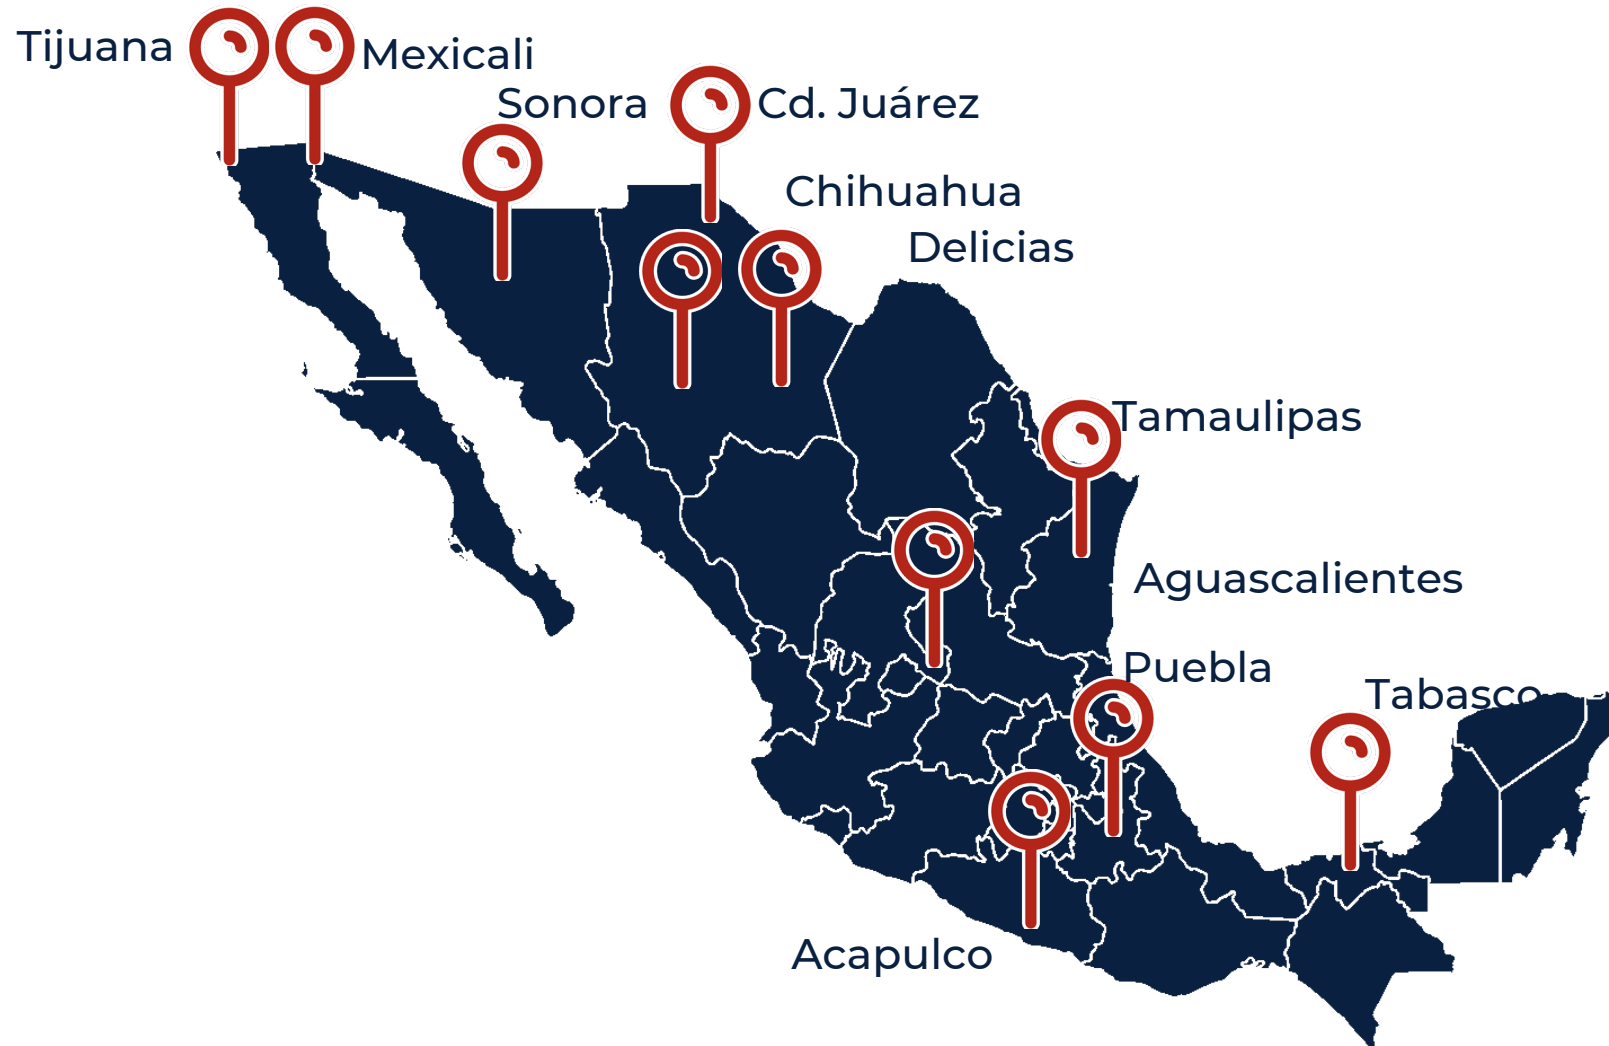 Tijuana
Mexicali
Sonora
Cd. Juárez
Chihuahua
Delicias
Tamaulipas
Aguascalientes
Puebla
Tabasco
Acapulco